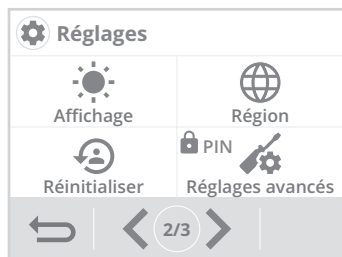 Réglages
Affichage
Région
PIN
Réinitialiser
Réglages avancés
2/3